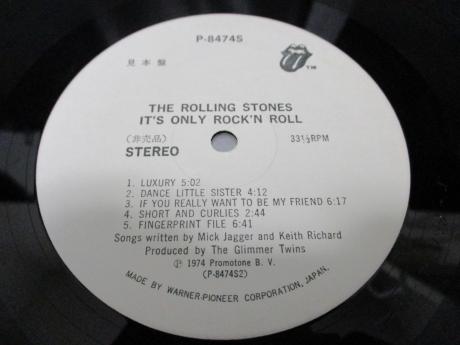 P-8474S
見本盤
TM
THE ROLLING STONES
IT'S ONLY ROCK'N ROLL
(非売品)
33⅓RPM
STEREO
1. LUXURY 5:02
2. DANCE LITTLE SISTER 4:12
3. IF YOU REALLY WANT TO BE MY FRIEND 6:17
4. SHORT AND CURLIES 2:44
5. FINGERPRINT FILE 6:41
Songs written by Mick Jagger and Keith Richard
Produced by The Glimmer Twins
Ⓟ 1974 Promotone B. V.
(P-8474S2)
MADE BY WARNER-PIONEER CORPORATION, JAPAN.